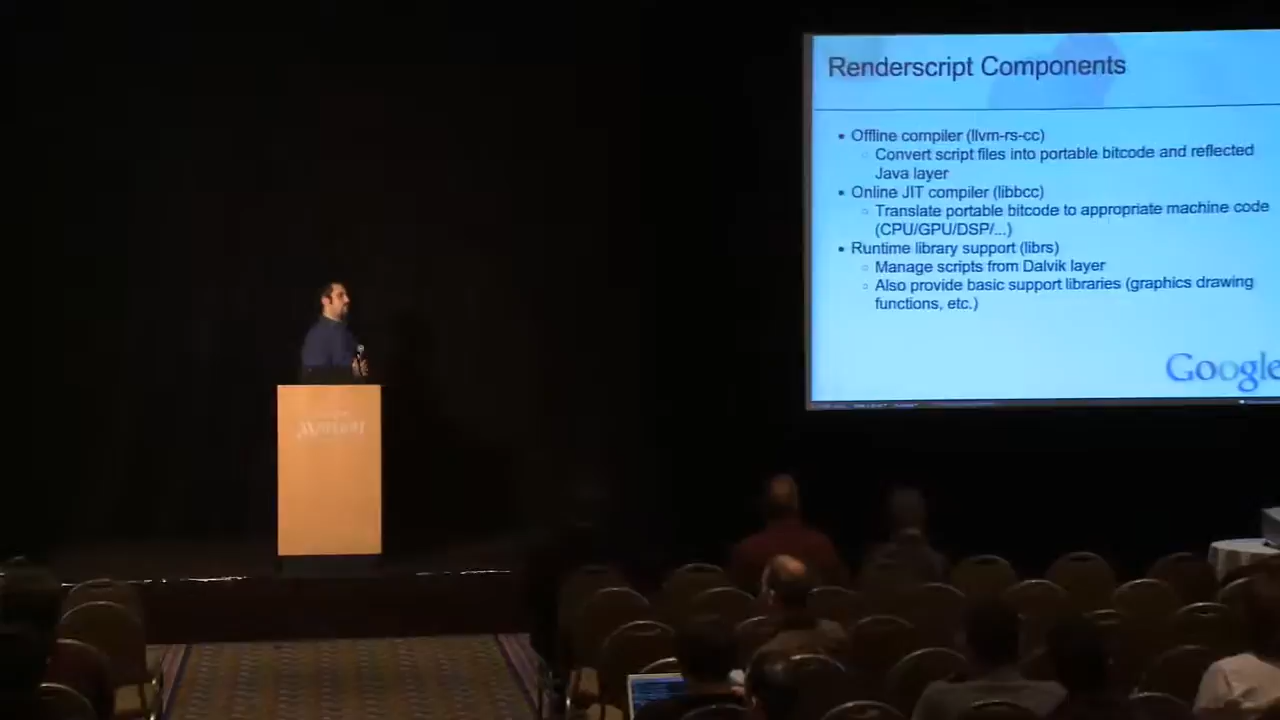 Renderscript Components
• Offline compiler (llvm-rs-cc)
○ Convert script files into portable bitcode and reflected
Java layer
• Online JIT compiler (libbcc)
○ Translate portable bitcode to appropriate machine code
(CPU/GPU/DSP/...)
• Runtime library support (librs)
○ Manage scripts from Dalvik layer
○ Also provide basic support libraries (graphics drawing
functions, etc.)
Google
Marriott